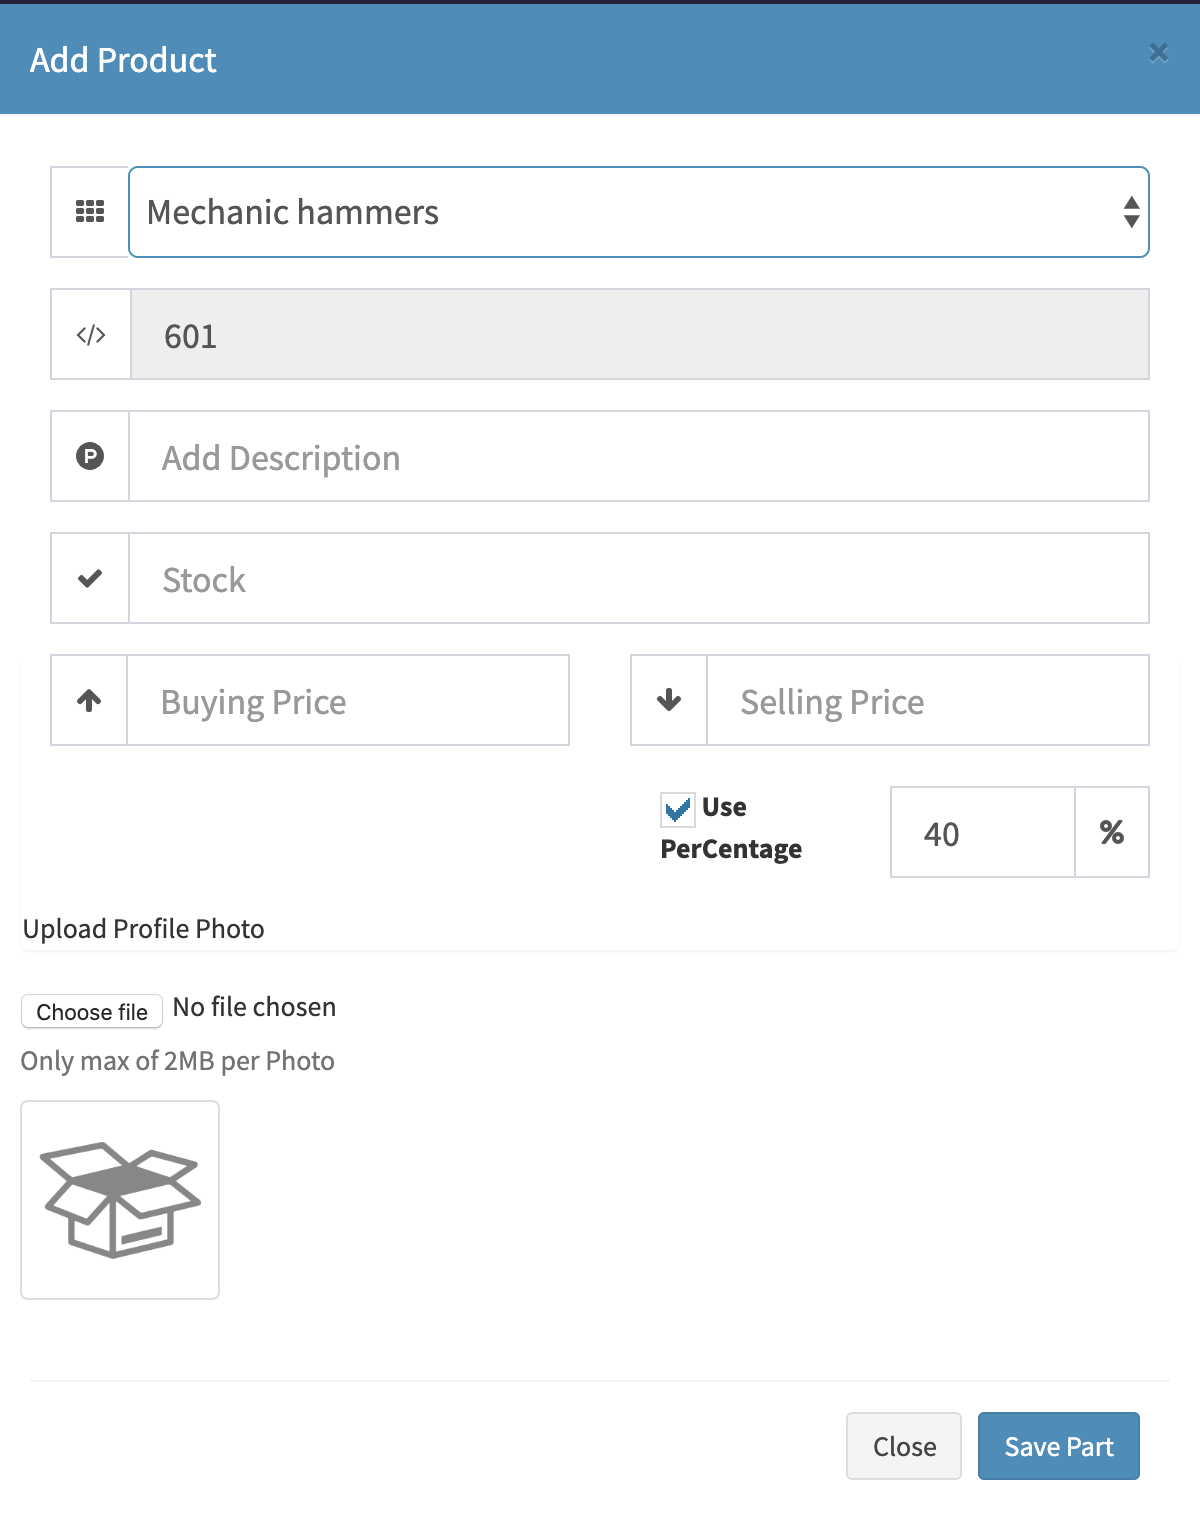 Add Product
×
Mechanic hammers
</> 601
P Add Description
Stock
Buying Price
Selling Price
Use
PerCentage
40 %
Upload Profile Photo
Choose file No file chosen
Only max of 2MB per Photo
Close Save Part